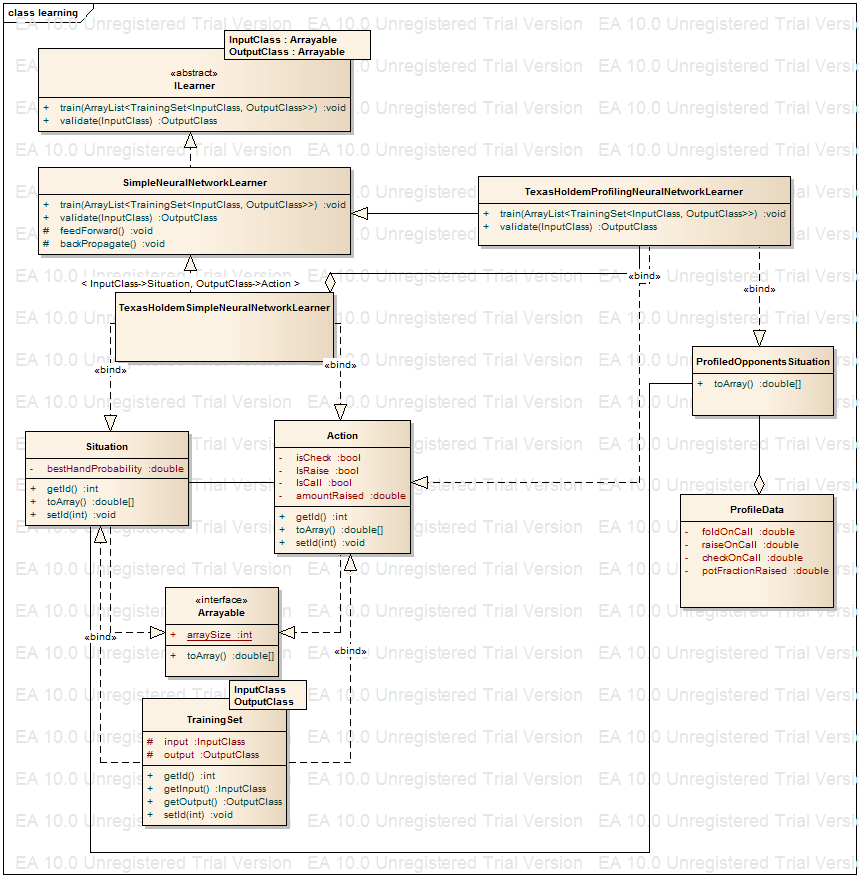 class learning
InputClass : Arrayable
OutputClass : Arrayable
«abstract»
ILearner
+ train(ArrayList<TrainingSet<InputClass, OutputClass>>) :void
+ validate(InputClass) :OutputClass
SimpleNeuralNetworkLearner
+ train(ArrayList<TrainingSet<InputClass, OutputClass>>) :void
+ validate(InputClass) :OutputClass
# feedForward() :void
# backPropagate() :void
TexasHoldemProfilingNeuralNetworkLearner
+ train(ArrayList<TrainingSet<InputClass, OutputClass>>) :void
+ validate(InputClass) :OutputClass
< InputClass->Situation, OutputClass->Action >
«bind»
«bind»
TexasHoldemSimpleNeuralNetworkLearner
«bind»
«bind»
ProfiledOpponentsSituation
+ toArray() :double[]
Situation
- bestHandProbability :double
+ getId() :int
+ toArray() :double[]
+ setId(int) :void
Action
- isCheck :bool
- IsRaise :bool
- IsCall :bool
- amountRaised :double
+ getId() :int
+ toArray() :double[]
+ setId(int) :void
ProfileData
- foldOnCall :double
- raiseOnCall :double
- checkOnCall :double
- potFractionRaised :double
«interface»
Arrayable
+ arraySize :int
+ toArray() :double[]
«bind»
«bind»
InputClass
OutputClass
TrainingSet
# input :InputClass
# output :OutputClass
+ getId() :int
+ getInput() :InputClass
+ getOutput() :OutputClass
+ setId(int) :void
EA 10.0 Unregistered Trial Version